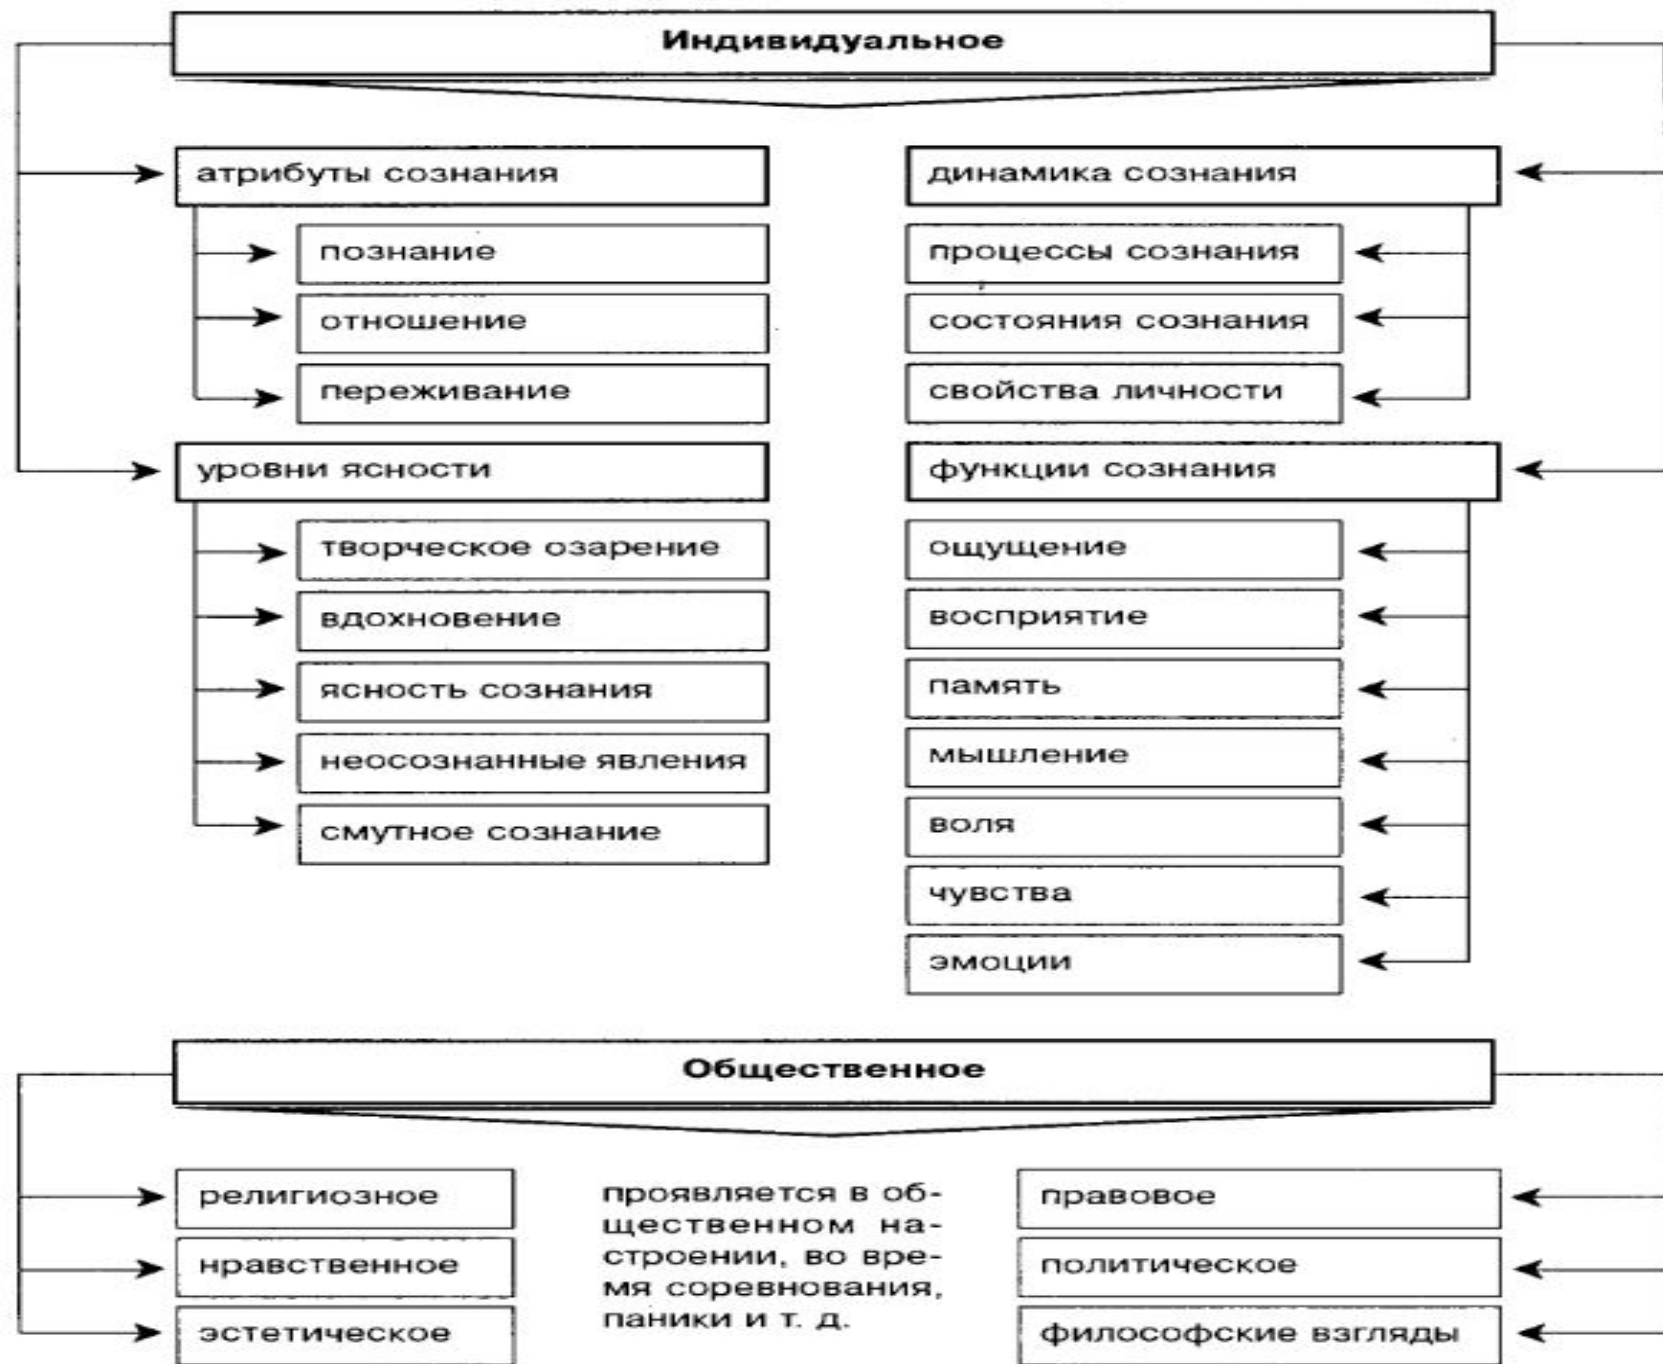 Индивидуальное
атрибуты сознания
познание
отношение
переживание
уровни ясности
творческое озарение
вдохновение
ясность сознания
неосознанные явления
смутное сознание
динамика сознания
процессы сознания
состояния сознания
свойства личности
функции сознания
ощущение
восприятие
память
мышление
воля
чувства
эмоции
Общественное
религиозное
нравственное
эстетическое
проявляется в об-
щественном на-
строении, во вре-
мя соревнования,
паники и т. д.
правовое
политическое
философские взгляды